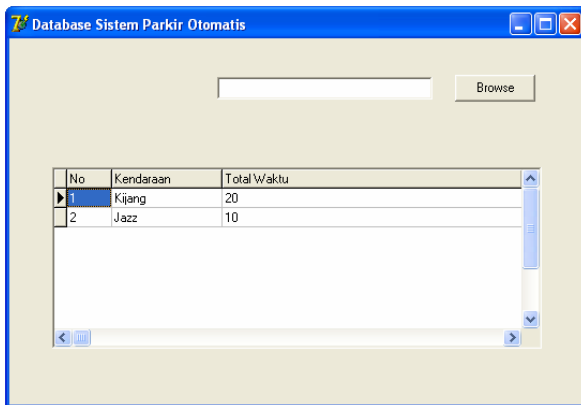 Database Sistem Parkir Otomatis
Browse
No Kendaraan Total Waktu
1 Kijang 20
2 Jazz 10